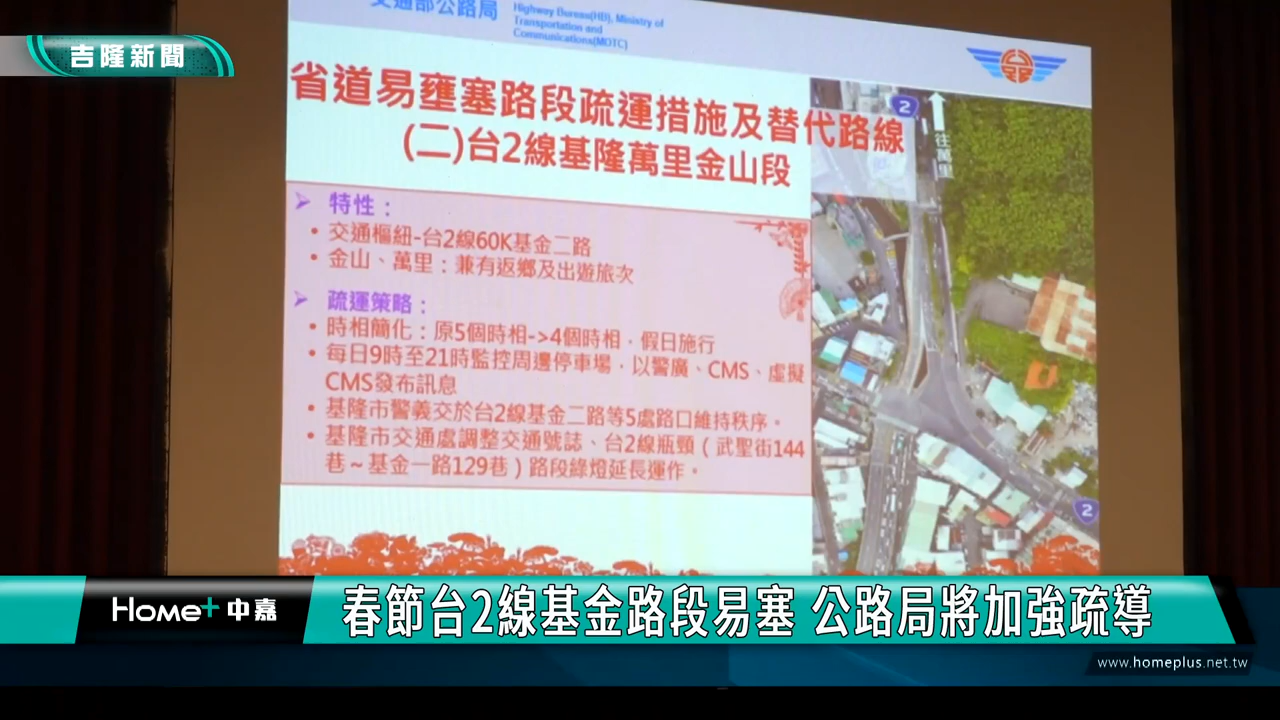 吉隆新聞
交通部公路局
Highway Bureau(HB), Ministry of
Transportation and
Communications(MOTC)
省道易壅塞路段疏運措施及替代路線
(二)台2線基隆萬里金山段
2
往萬里
特性：
• 交通樞紐-台2線60K基金二路
• 金山、萬里：兼有返鄉及出遊旅次
疏運策略：
• 時相簡化：原5個時相->4個時相，假日施行
• 每日9時至21時監控周邊停車場，以警廣、CMS、虛擬
CMS發布訊息
• 基隆市警義交於台2線基金二路等5處路口維持秩序。
• 基隆市交通處調整交通號誌、台2線瓶頸（武聖街144
巷～基金一路129巷）路段綠燈延長運作。
2
Home+ 中嘉
春節台2線基金路段易塞 公路局將加強疏導
www.homeplus.net.tw